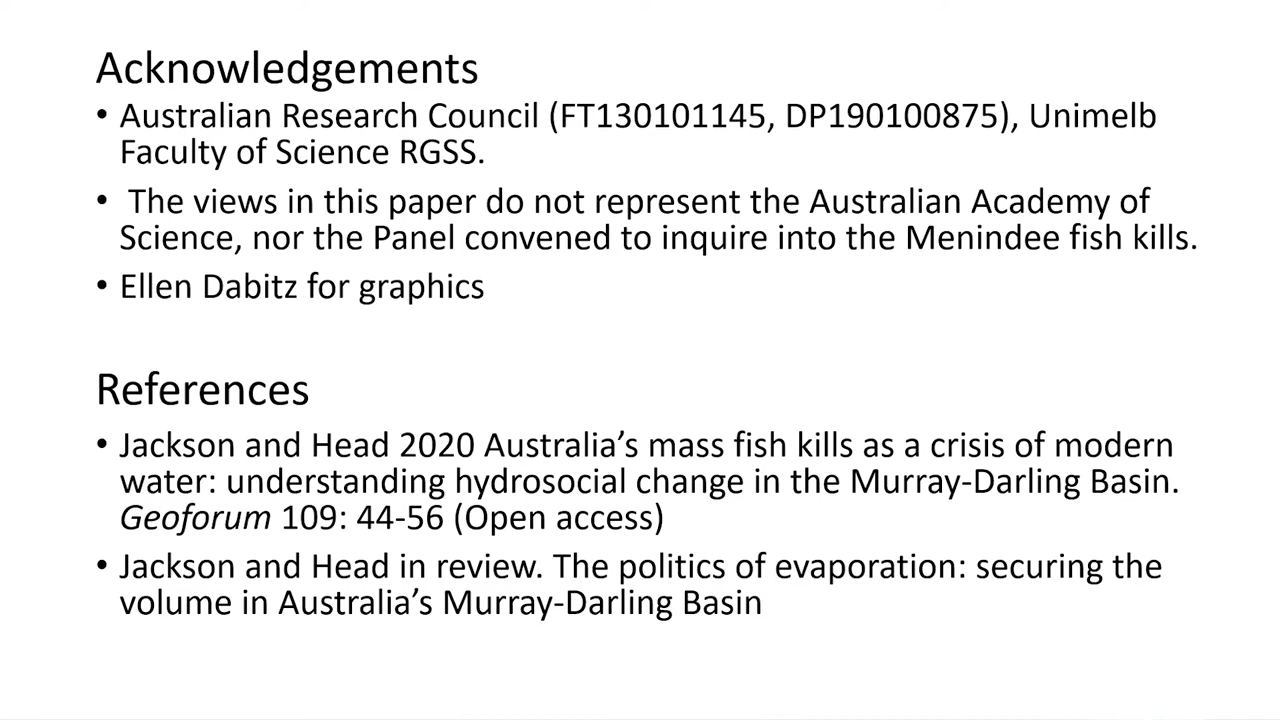 Acknowledgements
• Australian Research Council (FT130101145, DP190100875), Unimelb
Faculty of Science RGSS.
• The views in this paper do not represent the Australian Academy of
Science, nor the Panel convened to inquire into the Menindee fish kills.
• Ellen Dabitz for graphics
References
• Jackson and Head 2020 Australia’s mass fish kills as a crisis of modern
water: understanding hydrosocial change in the Murray-Darling Basin.
Geoforum 109: 44-56 (Open access)
• Jackson and Head in review. The politics of evaporation: securing the
volume in Australia’s Murray-Darling Basin